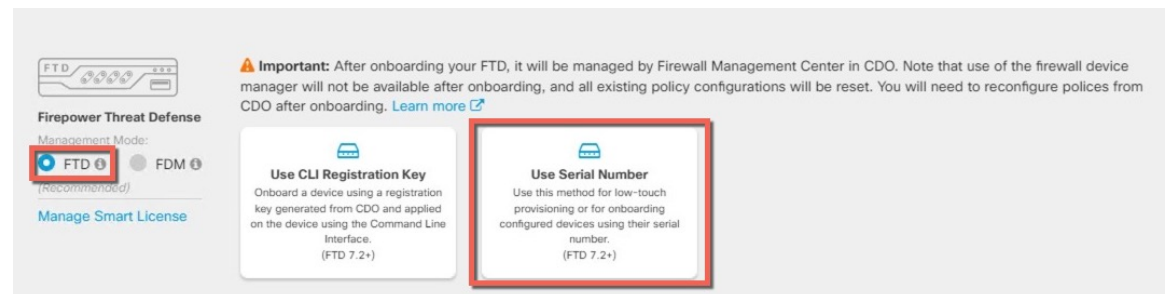 FTD
Firepower Threat Defense
Management Mode:
FTD
FDM
(Recommended)
Manage Smart License
Important: After onboarding your FTD, it will be managed by Firewall Management Center in CDO. Note that use of the firewall device
manager will not be available after onboarding, and all existing policy configurations will be reset. You will need to reconfigure polices from
CDO after onboarding. Learn more
Use CLI Registration Key
Onboard a device using a registration
key generated from CDO and applied
on the device using the Command Line
Interface.
(FTD 7.2+)
Use Serial Number
Use this method for low-touch
provisioning or for onboarding
configured devices using their serial
number.
(FTD 7.2+)